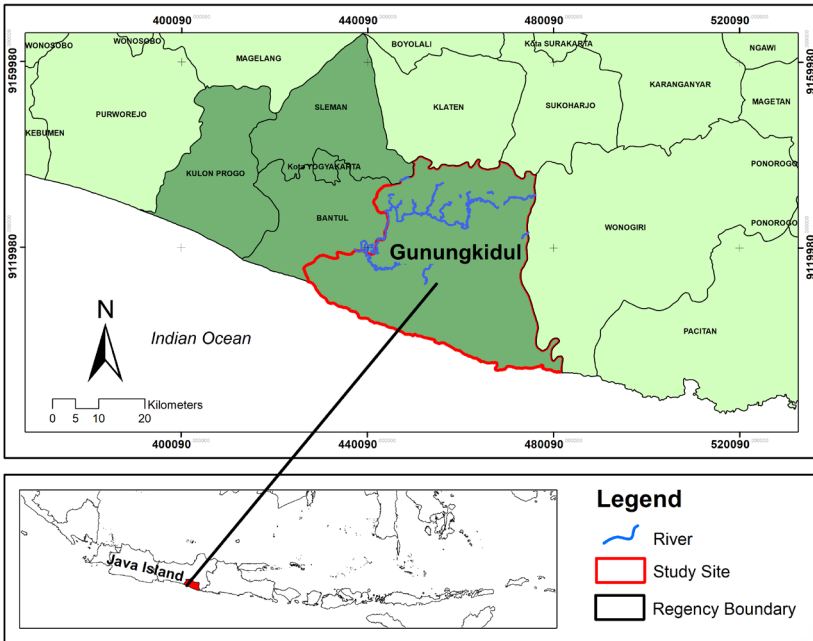 400090
440090
480090
520090
9159980
9159980
WONOSOBO
WONOSOBO
BOYOLALI
Kota SURAKARTA
NGAWI
MAGELANG
KARANGANYAR
SLEMAN
KLATEN
SUKOHARJO
MAGETAN
PURWOREJO
KEBUMEN
PONOROGO
Kota YOGYAKARTA
KULON PROGO
BANTUL
WONOGIRI
PONOROGO
9119980
9119980
Gunungkidul
N
Indian Ocean
PACITAN
0 5 10 20 Kilometers
400090
440090
480090
520090
Java Island
Legend
River
Study Site
Regency Boundary